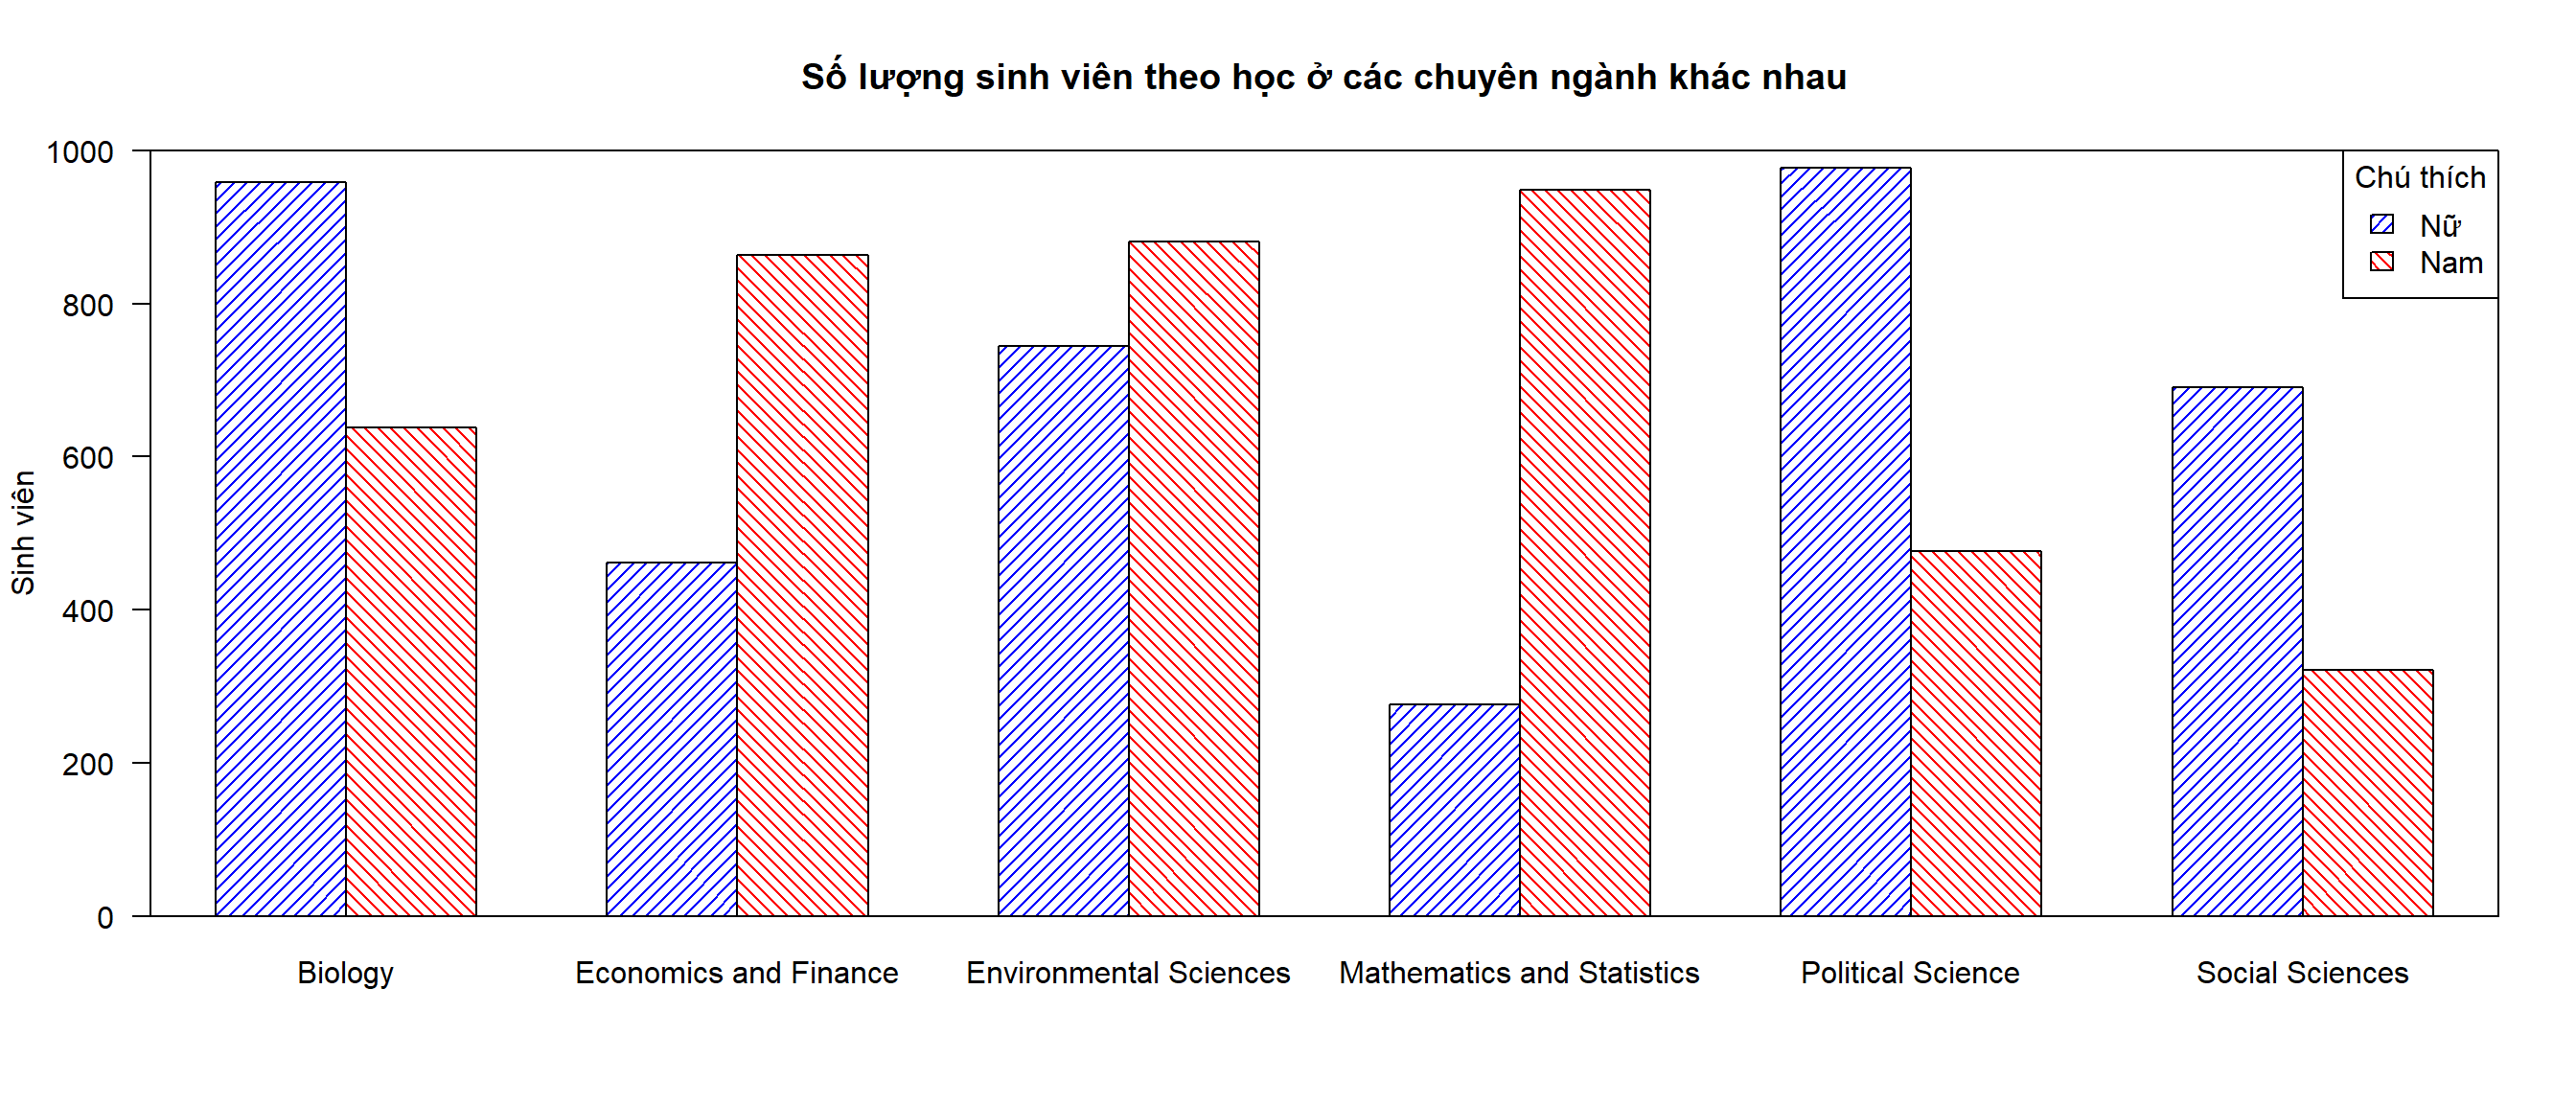 Số lượng sinh viên theo học ở các chuyên ngành khác nhau
1000
800
600
400
200
0
Sinh viên
Chú thích
Nữ
Nam
Biology
Economics and Finance
Environmental Sciences
Mathematics and Statistics
Political Science
Social Sciences